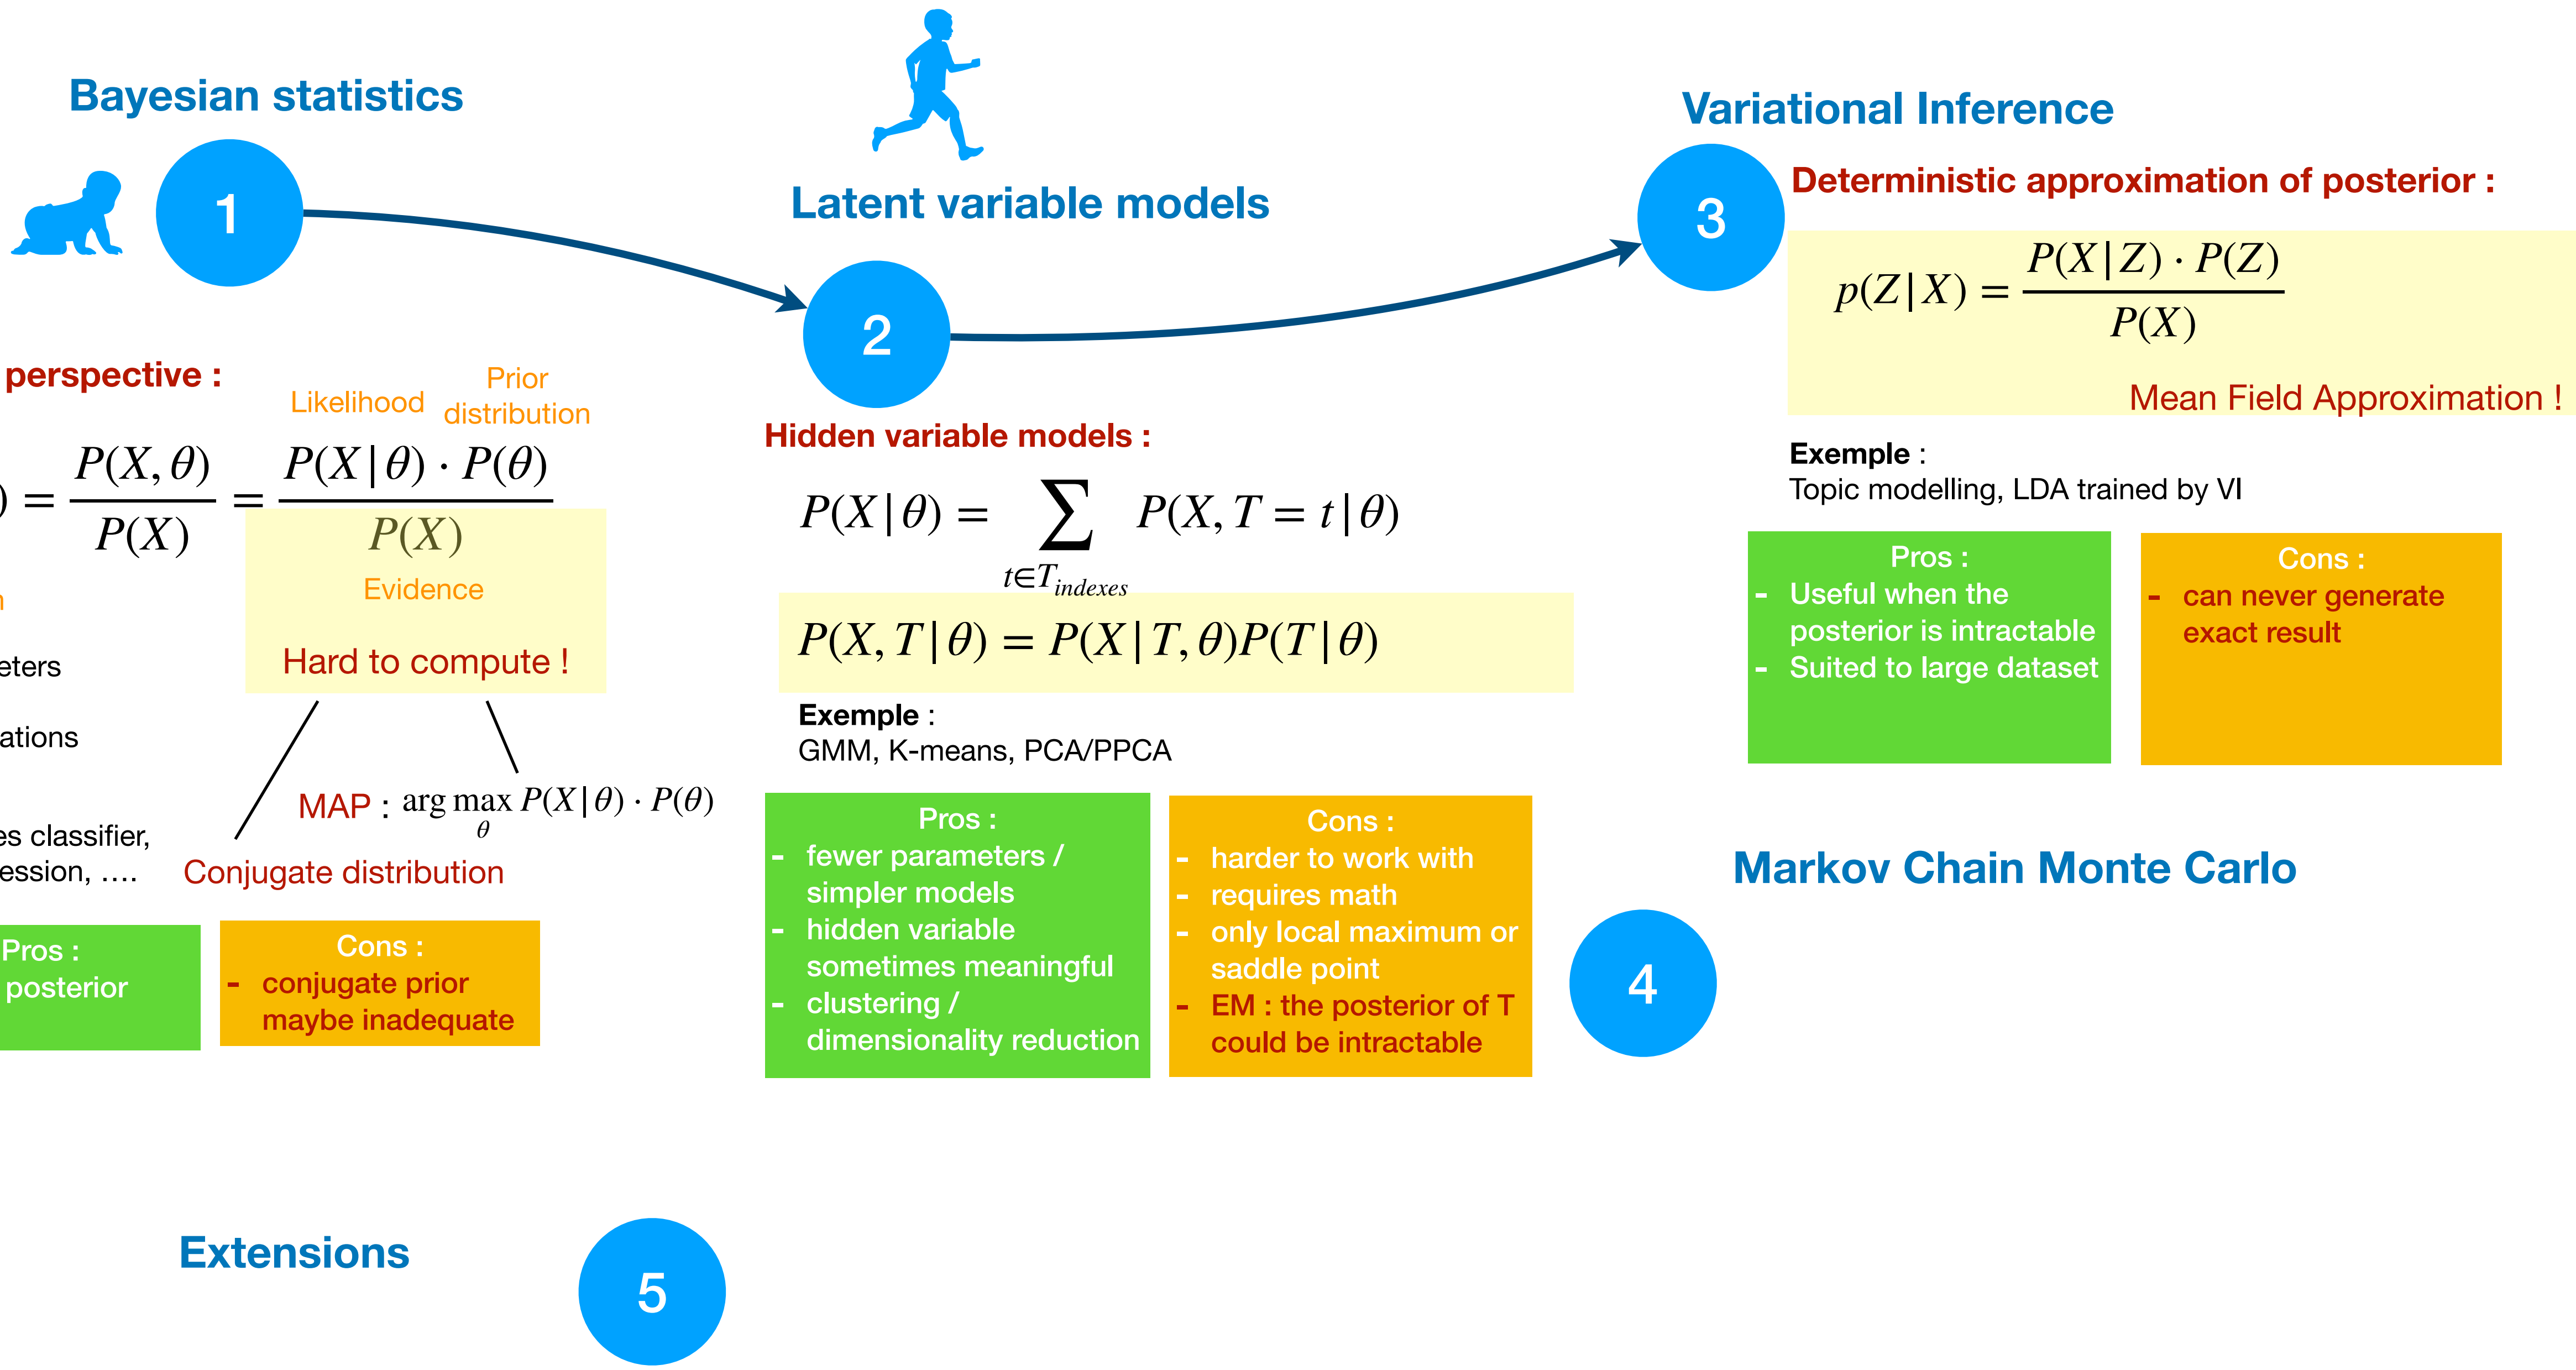 Bayesian statistics
1
perspective :
Likelihood
Prior
distribution
) = P(X, θ) / P(X) = P(X | θ) · P(θ) / P(X)
Evidence
Hard to compute !
MAP : arg max P(X | θ) · P(θ)
θ
classifier,
Conjugate distribution
Pros :
posterior
Cons :
- conjugate prior
maybe inadequate
Latent variable models
2
Hidden variable models :
P(X | θ) = ∑ P(X, T = t | θ)
t∈T_indexes
P(X, T | θ) = P(X | T, θ)P(T | θ)
Exemple :
GMM, K-means, PCA/PPCA
Pros :
- fewer parameters /
simpler models
- hidden variable
sometimes meaningful
- clustering /
dimensionality reduction
Cons :
- harder to work with
- requires math
- only local maximum or
saddle point
- EM : the posterior of T
could be intractable
Variational Inference
3
Deterministic approximation of posterior :
p(Z | X) = P(X | Z) · P(Z) / P(X)
Mean Field Approximation !
Exemple :
Topic modelling, LDA trained by VI
Pros :
- Useful when the
posterior is intractable
- Suited to large dataset
Cons :
- can never generate
exact result
Markov Chain Monte Carlo
4
Extensions
5